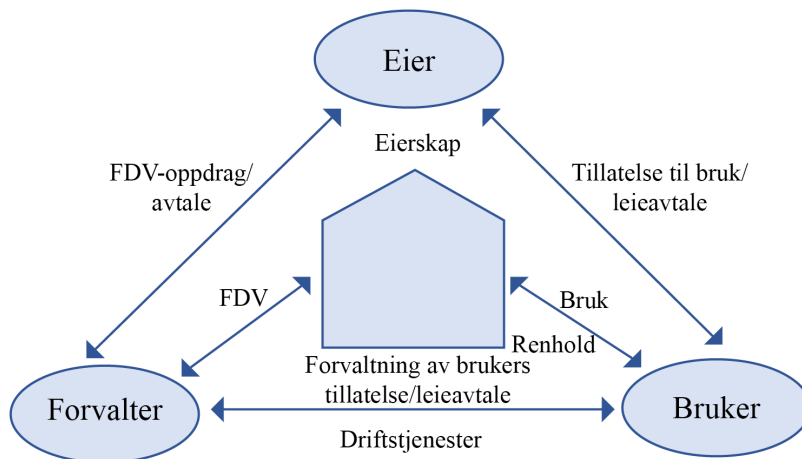 Eier
Eierskap
FDV-oppdrag/
avtale
Tillatelse til bruk/
leieavtale
FDV
Bruk
Renhold
Forvaltning av brukers
tillatelse/leieavtale
Forvalter
Bruker
Driftstjenester